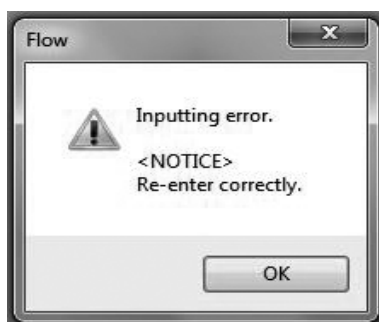 Flow
Inputting error.
<NOTICE>
Re-enter correctly.
OK